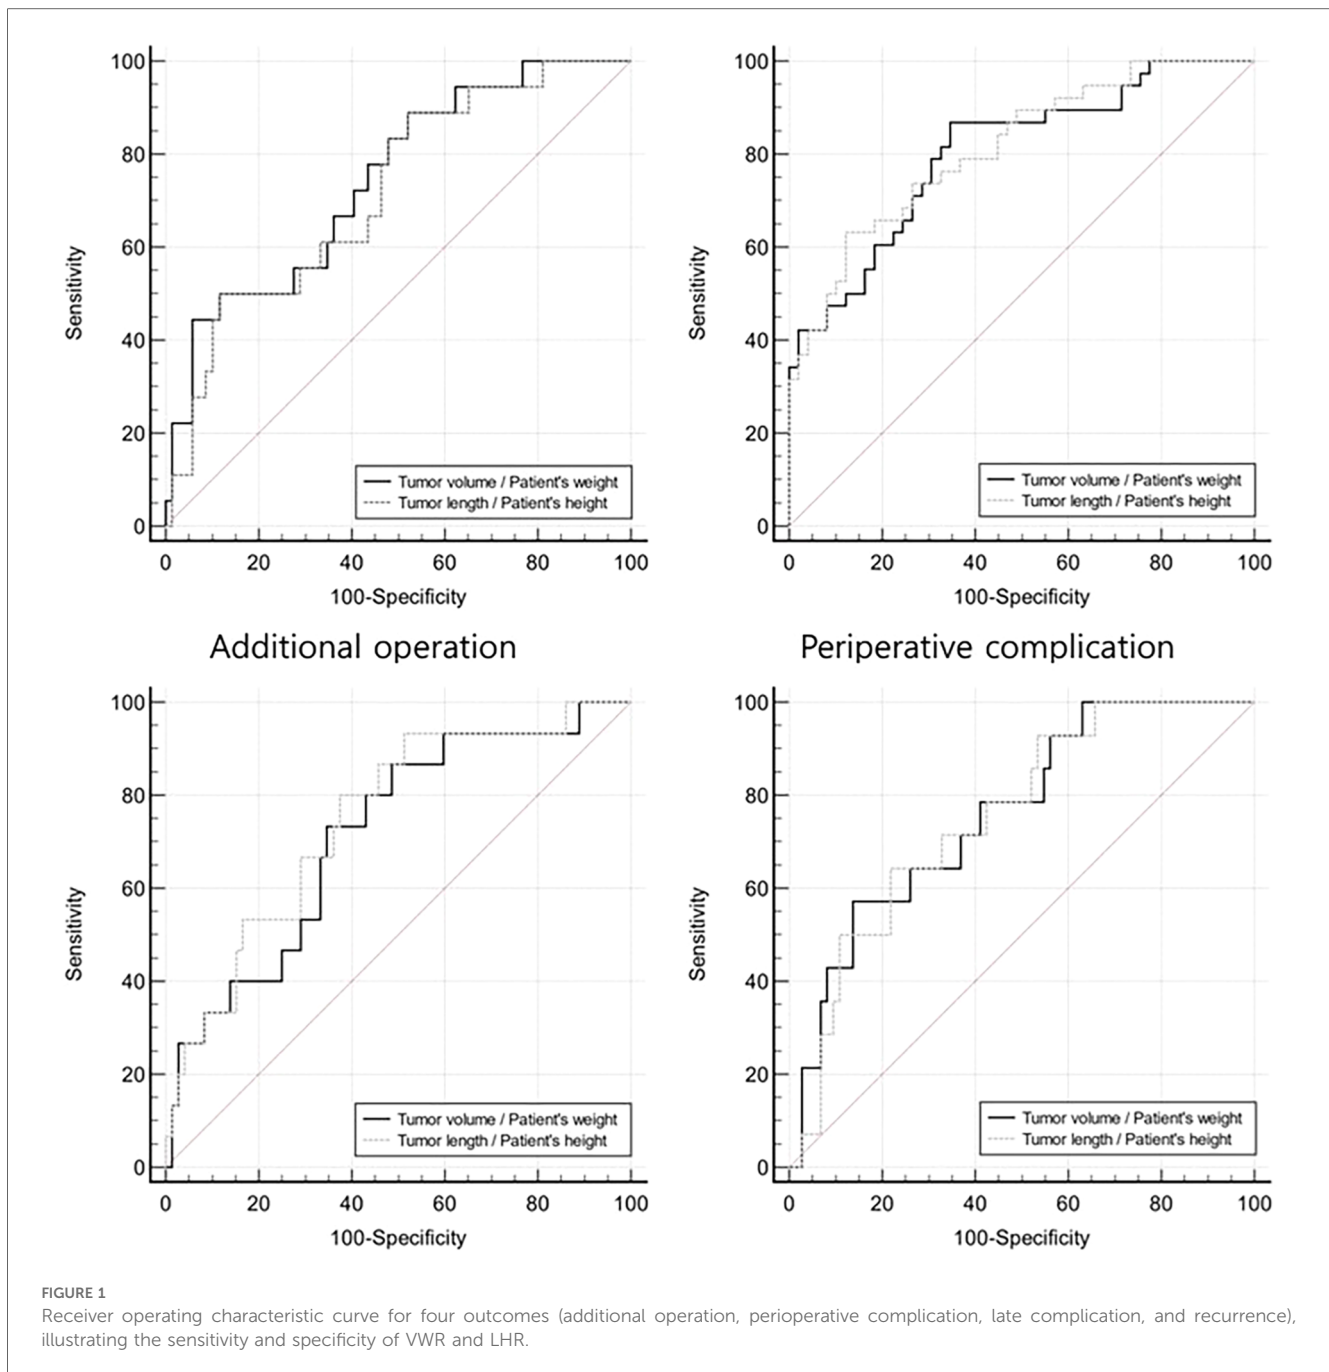 100
80
60
40
20
0
Sensitivity
Tumor volume / Patient's weight
Tumor length / Patient's height
0 20 40 60 80 100
100-Specificity
Additional operation
100
80
60
40
20
0
Sensitivity
Tumor volume / Patient's weight
Tumor length / Patient's height
0 20 40 60 80 100
100-Specificity
Periperative complication
100
80
60
40
20
0
Sensitivity
Tumor volume / Patient's weight
Tumor length / Patient's height
0 20 40 60 80 100
100-Specificity
100
80
60
40
20
0
Sensitivity
Tumor volume / Patient's weight
Tumor length / Patient's height
0 20 40 60 80 100
100-Specificity
FIGURE 1
Receiver operating characteristic curve for four outcomes (additional operation, perioperative complication, late complication, and recurrence),
illustrating the sensitivity and specificity of VWR and LHR.